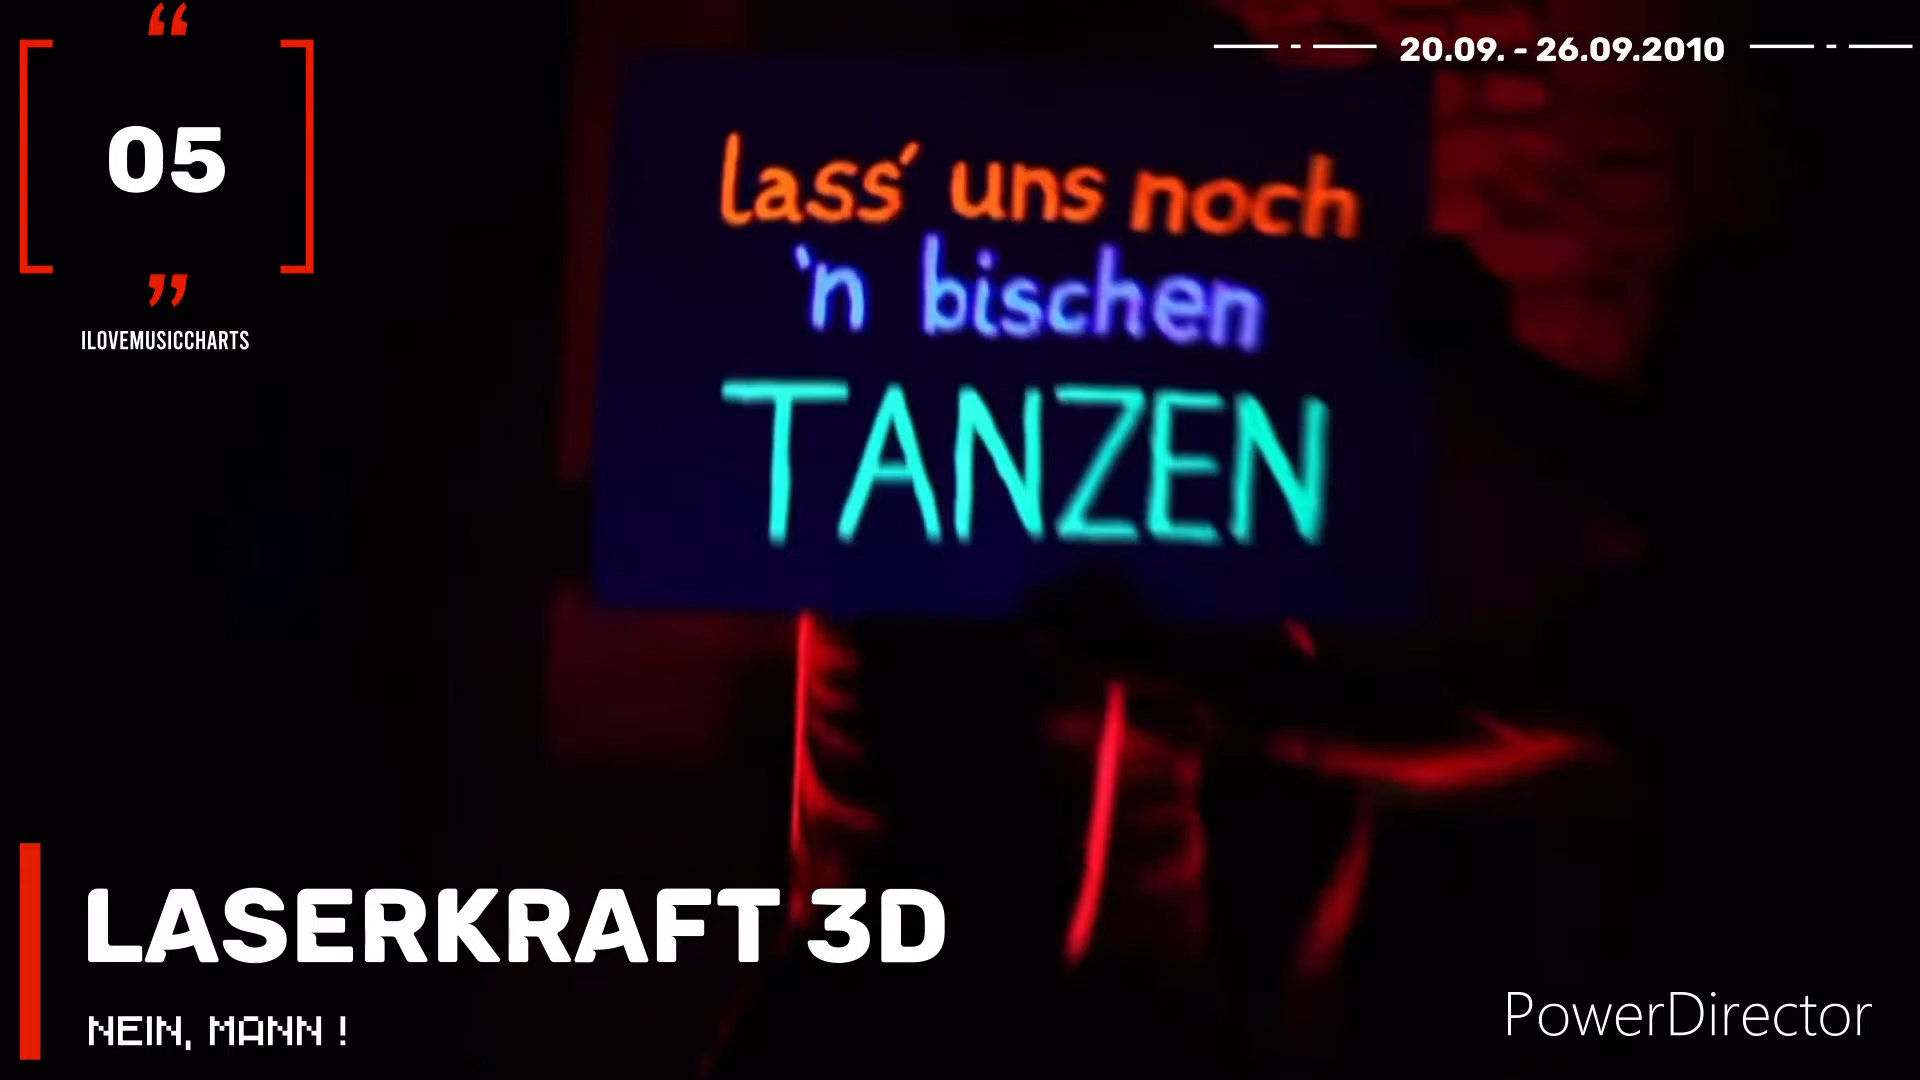 “
05
”
ILOVEMUSICCHARTS
20.09. - 26.09.2010
lass' uns noch
'n bischen
TANZEN
LASERKRAFT 3D
NEIN, MANN !
PowerDirector